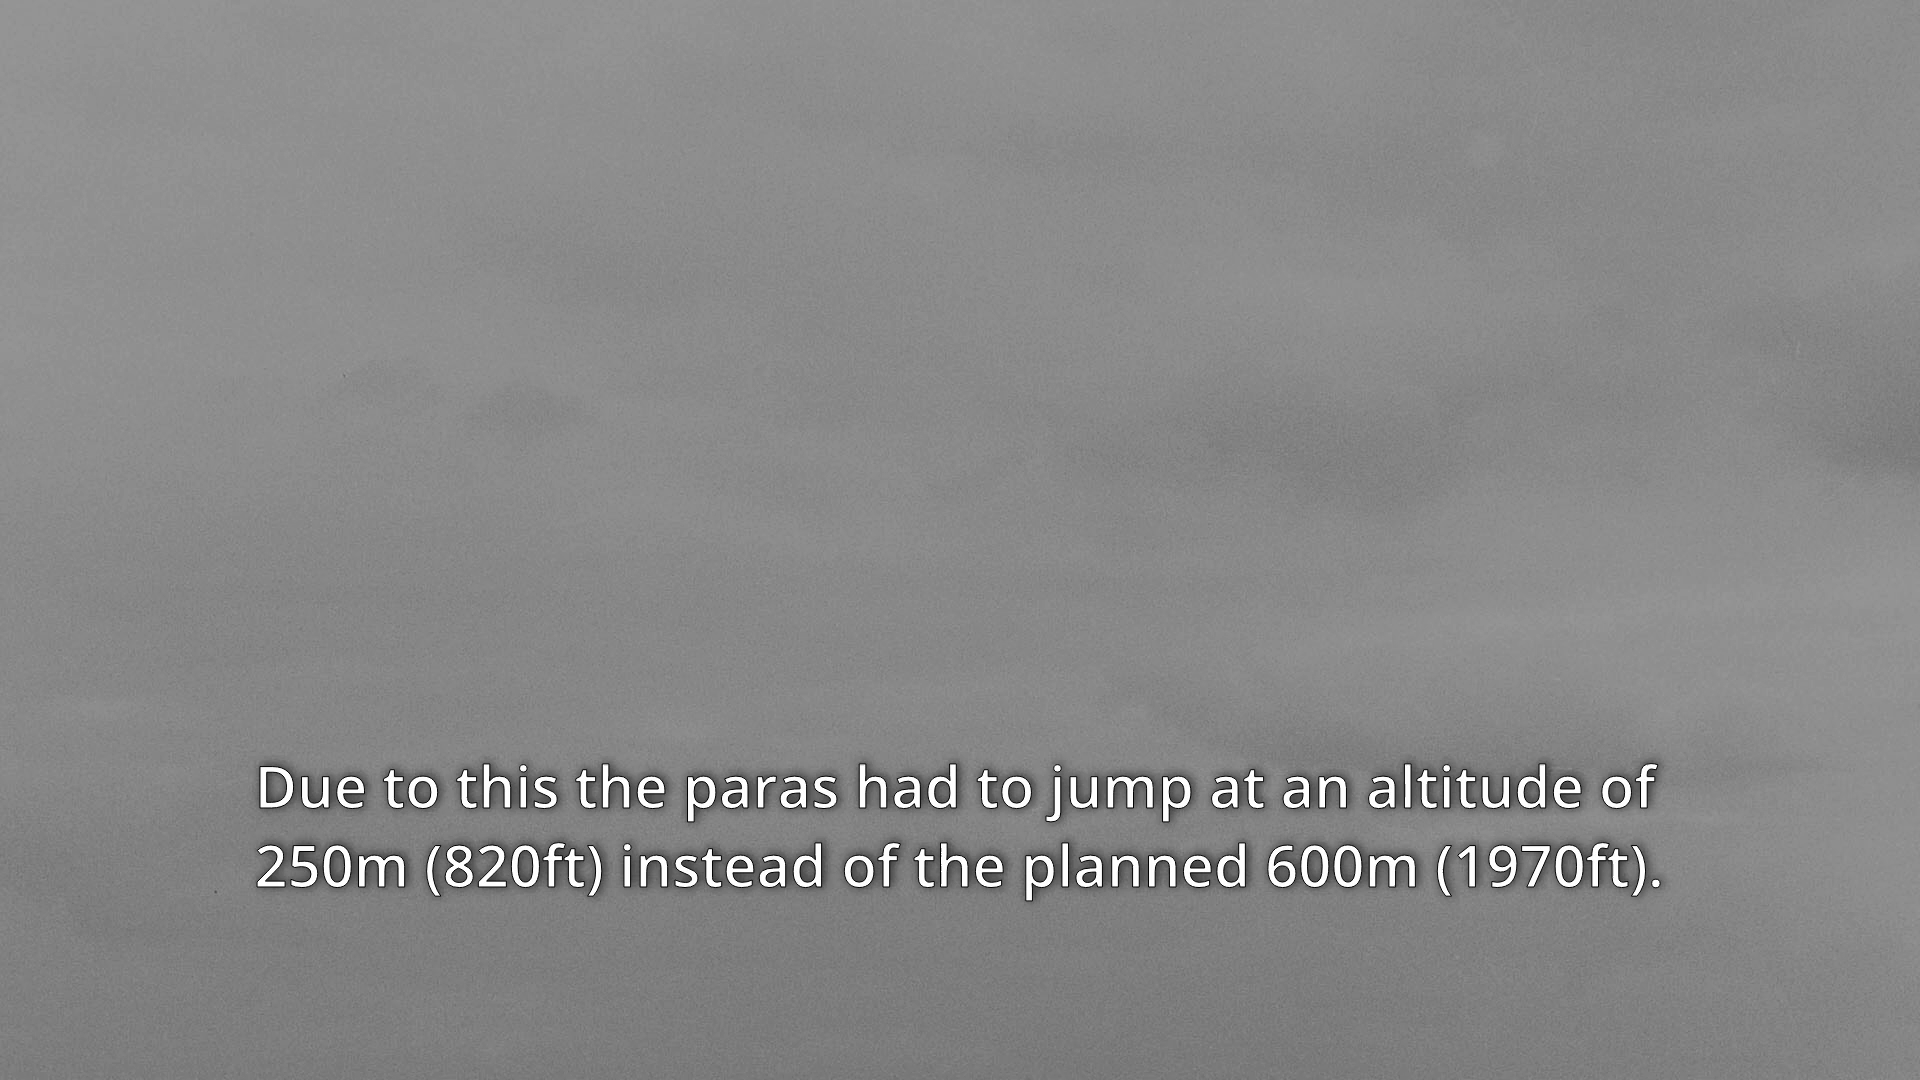 Due to this the paras had to jump at an altitude of
250m (820ft) instead of the planned 600m (1970ft).